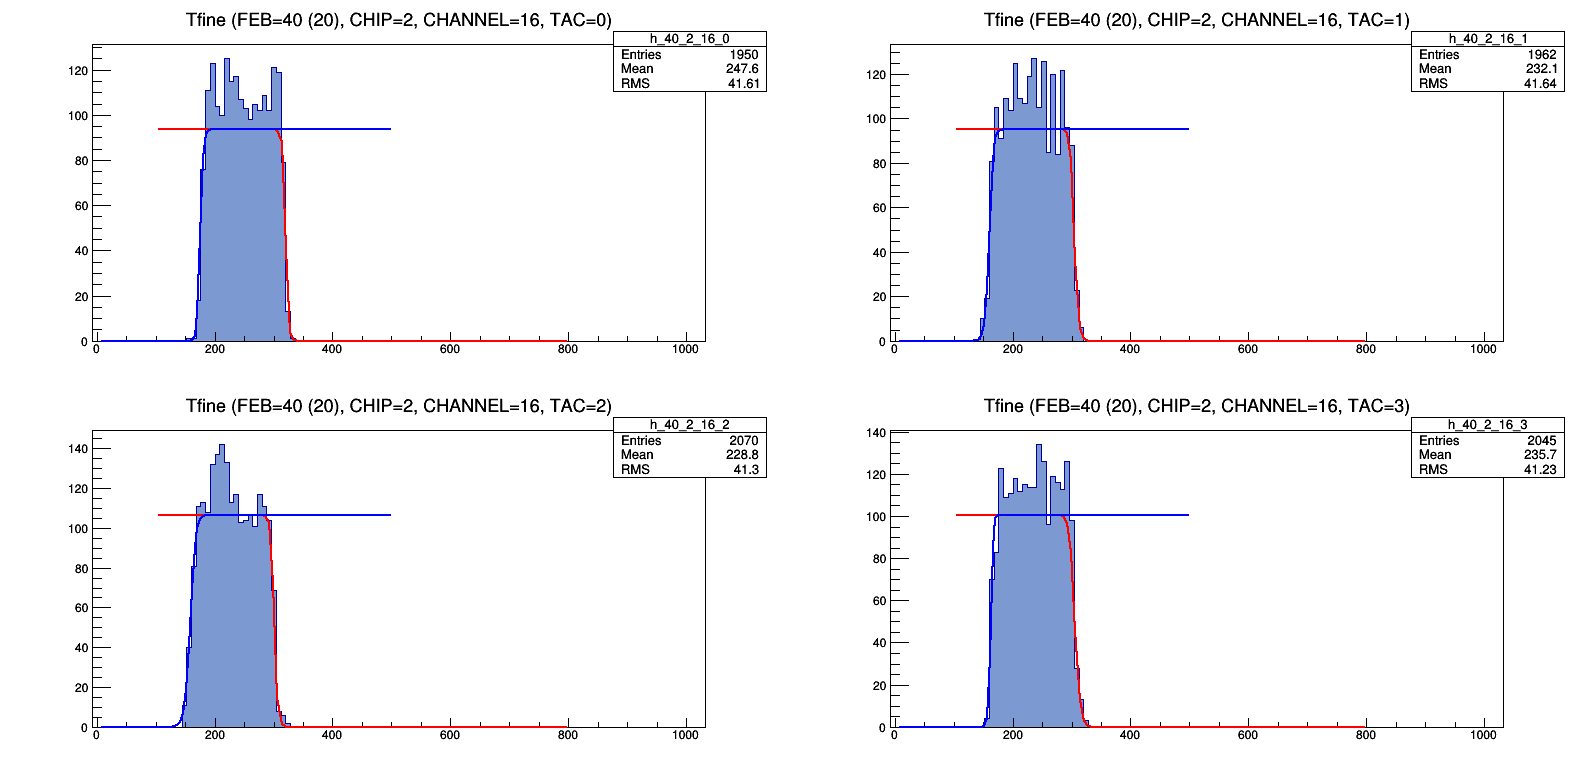 Tfine (FEB=40 (20), CHIP=2, CHANNEL=16, TAC=0)
h_40_2_16_0
Entries 1950
Mean 247.6
RMS 41.61
120
100
80
60
40
20
0
0 200 400 600 800 1000
Tfine (FEB=40 (20), CHIP=2, CHANNEL=16, TAC=1)
h_40_2_16_1
Entries 1962
Mean 232.1
RMS 41.64
120
100
80
60
40
20
0
0 200 400 600 800 1000
Tfine (FEB=40 (20), CHIP=2, CHANNEL=16, TAC=2)
h_40_2_16_2
Entries 2070
Mean 228.8
RMS 41.3
140
120
100
80
60
40
20
0
0 200 400 600 800 1000
Tfine (FEB=40 (20), CHIP=2, CHANNEL=16, TAC=3)
h_40_2_16_3
Entries 2045
Mean 235.7
RMS 41.23
140
120
100
80
60
40
20
0
0 200 400 600 800 1000